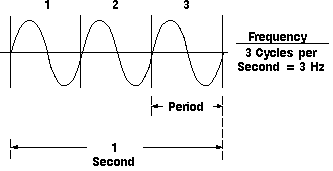 1 2 3
Frequency
3 Cycles per
Second = 3 Hz
Period
1
Second